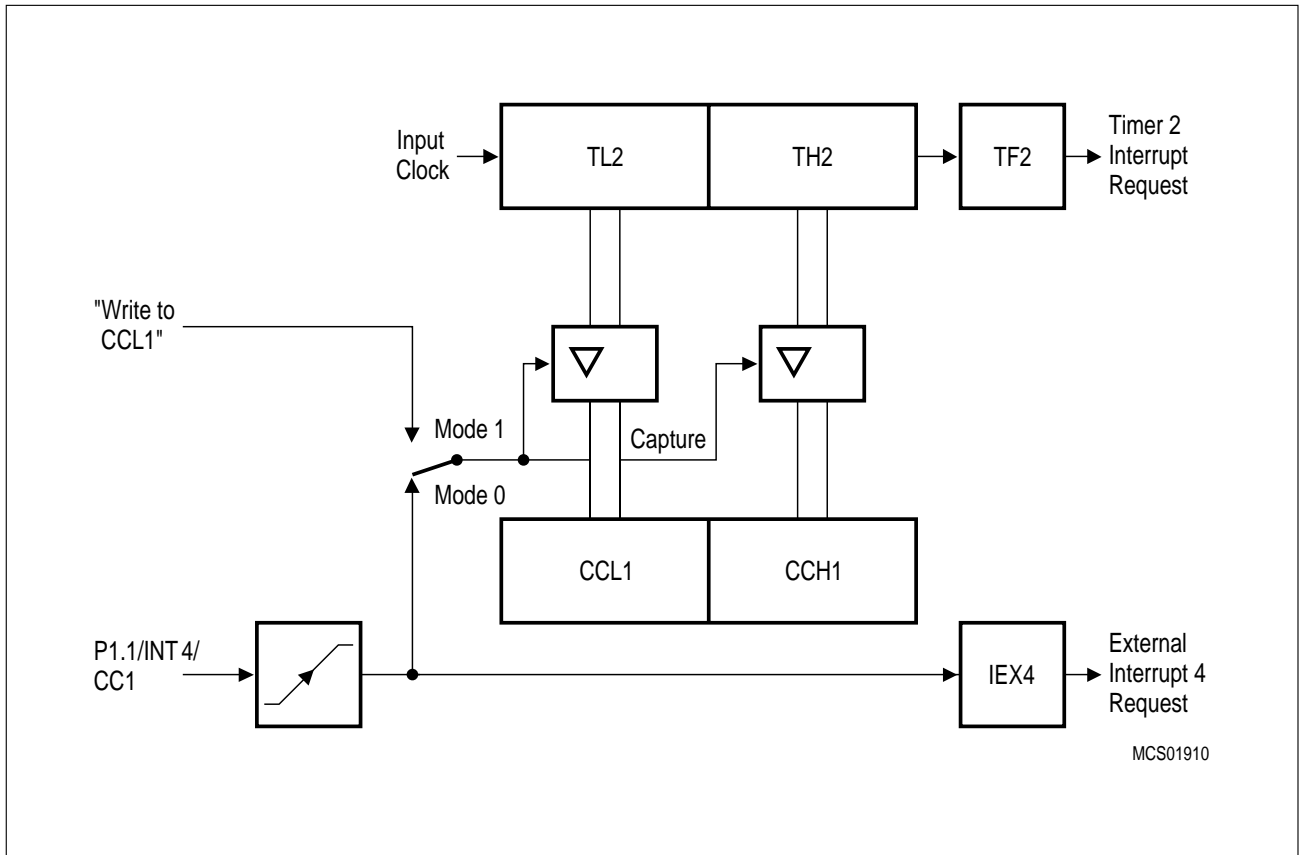 Input
Clock
TL2
TH2
TF2
Timer 2
Interrupt
Request
"Write to
CCL1"
Mode 1
Capture
Mode 0
CCL1
CCH1
P1.1/INT 4/
CC1
IEX4
External
Interrupt 4
Request
MCS01910